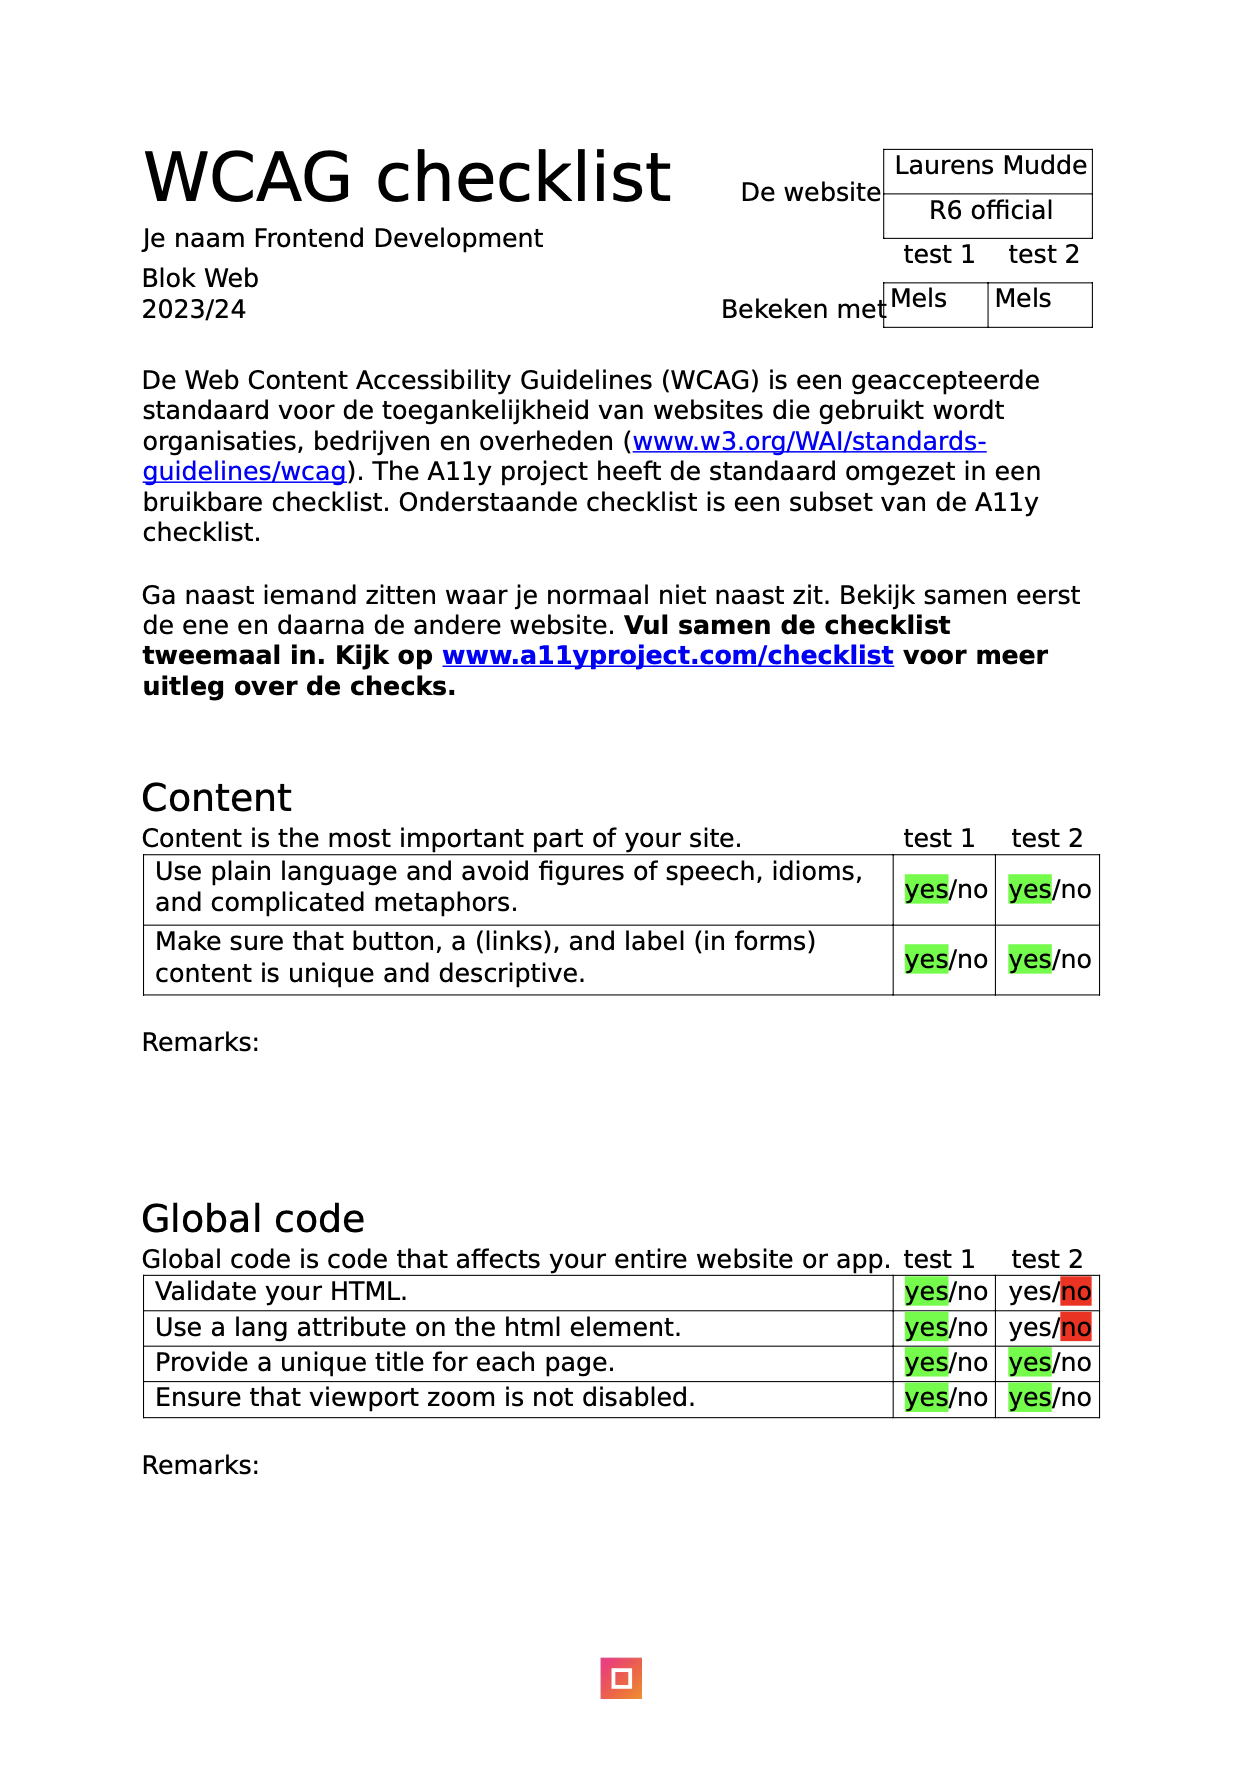 WCAG checklist
De website
Laurens Mudde
R6 official
Je naam Frontend Development
test 1 test 2
Blok Web
2023/24
Bekeken met Mels Mels
De Web Content Accessibility Guidelines (WCAG) is een geaccepteerde
standaard voor de toegankelijkheid van websites die gebruikt wordt
organisaties, bedrijven en overheden (www.w3.org/WAI/standards-
guidelines/wcag). The A11y project heeft de standaard omgezet in een
bruikbare checklist. Onderstaande checklist is een subset van de A11y
checklist.
Ga naast iemand zitten waar je normaal niet naast zit. Bekijk samen eerst
de ene en daarna de andere website. Vul samen de checklist
tweemaal in. Kijk op www.a11yproject.com/checklist voor meer
uitleg over de checks.
Content
Content is the most important part of your site. test 1 test 2
Use plain language and avoid figures of speech, idioms,
and complicated metaphors.
yes/no yes/no
Make sure that button, a (links), and label (in forms)
content is unique and descriptive.
yes/no yes/no
Remarks:
Global code
Global code is code that affects your entire website or app. test 1 test 2
Validate your HTML. yes/no yes/no
Use a lang attribute on the html element. yes/no yes/no
Provide a unique title for each page. yes/no yes/no
Ensure that viewport zoom is not disabled. yes/no yes/no
Remarks: